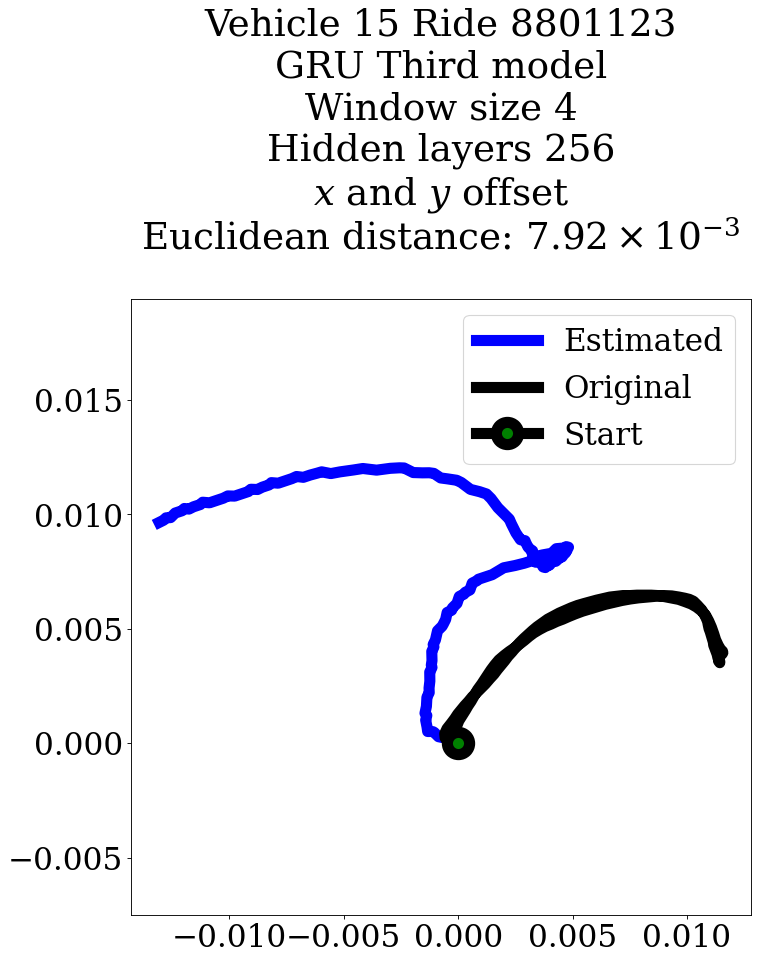 Vehicle 15 Ride 8801123
GRU Third model
Window size 4
Hidden layers 256
x and y offset
Euclidean distance: 7.92 × 10⁻³
Estimated
Original
Start
0.015
0.010
0.005
0.000
−0.005
−0.010 −0.005 0.000 0.005 0.010